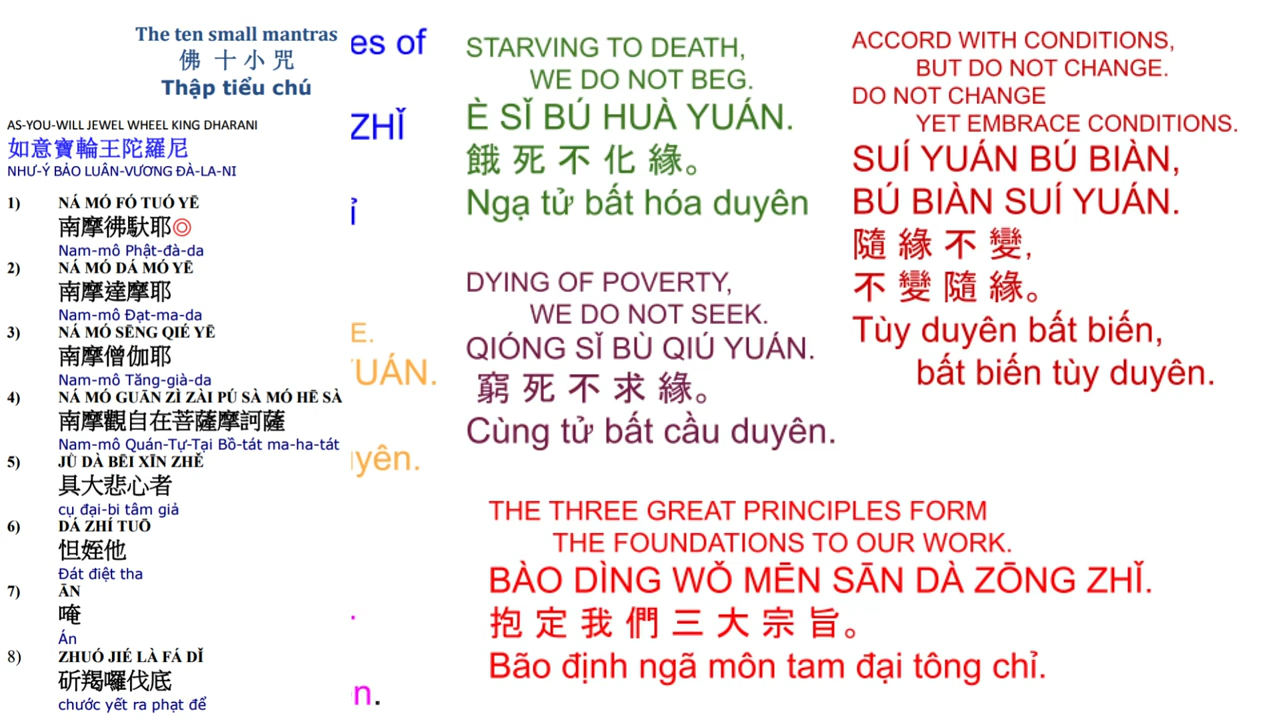 The ten small mantras
佛 十 小 咒
Thập tiểu chú
AS-YOU-WILL JEWEL WHEEL KING DHARANI
如意寶輪王陀羅尼
NHƯ-Ý BẢO LUÂN-VƯƠNG ĐÀ-LA-NI
1) NÁ MÓ FÓ TUÓ YĒ
南摩彿馱耶◎
Nam-mô Phật-đà-da
2) NÁ MÓ DÁ MÓ YĒ
南摩達摩耶
Nam-mô Đạt-ma-da
3) NÁ MÓ SĒNG QIÉ YĒ
南摩僧伽耶
Nam-mô Tăng-già-da
4) NÁ MÓ GUĀN ZÌ ZÀI PÚ SÀ MÓ HĒ SÀ
南摩觀自在菩薩摩訶薩
Nam-mô Quán-Tự-Tại Bồ-tát ma-ha-tát
5) JÛ DÀ BĒI XĪN ZHĚ
具大悲心者
cụ đại-bi tâm giả
6) DÁ ZHÍ TUŌ
怛姪他
Đát điệt tha
7) ĀN
唵
Án
8) ZHUÓ JIÉ LÀ FÁ DǏ
斫羯囉伐底
chước yết ra phạt để
es of
ZHǏ
ỉ
E.
UÁN.
yên.
.
n.
STARVING TO DEATH,
WE DO NOT BEG.
È SǏ BÚ HUÀ YUÁN.
餓 死 不 化 緣。
Ngạ tử bất hóa duyên
DYING OF POVERTY,
WE DO NOT SEEK.
QIÓNG SǏ BÙ QIÚ YUÁN.
窮 死 不 求 緣。
Cùng tử bất cầu duyên.
ACCORD WITH CONDITIONS,
BUT DO NOT CHANGE.
DO NOT CHANGE
YET EMBRACE CONDITIONS.
SUÍ YUÁN BÚ BIÀN,
BÚ BIÀN SUÍ YUÁN.
隨 緣 不 變,
不 變 隨 緣。
Tùy duyên bất biến,
bất biến tùy duyên.
THE THREE GREAT PRINCIPLES FORM
THE FOUNDATIONS TO OUR WORK.
BÀO DÌNG WǑ MĒN SĀN DÀ ZŌNG ZHǏ.
抱 定 我 們 三 大 宗 旨。
Bão định ngã môn tam đại tông chỉ.